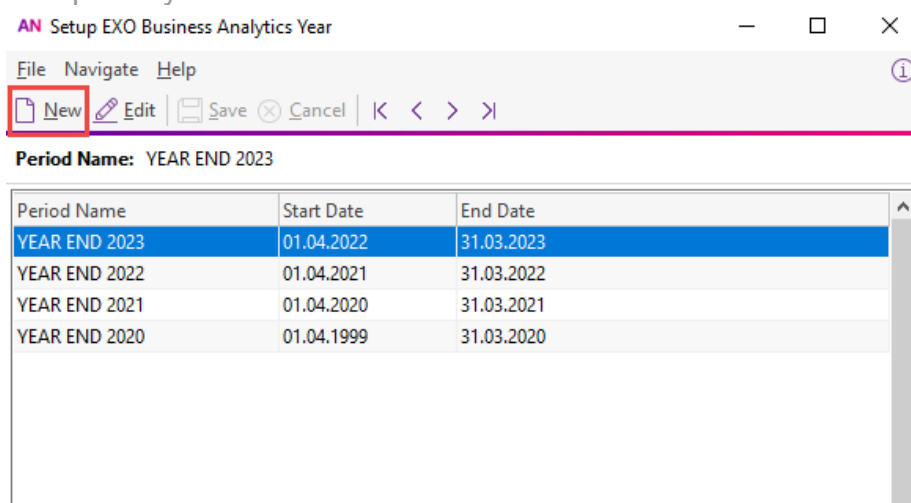 AN Setup EXO Business Analytics Year
File Navigate Help
New Edit Save Cancel
Period Name: YEAR END 2023
Period Name Start Date End Date
YEAR END 2023 01.04.2022 31.03.2023
YEAR END 2022 01.04.2021 31.03.2022
YEAR END 2021 01.04.2020 31.03.2021
YEAR END 2020 01.04.1999 31.03.2020